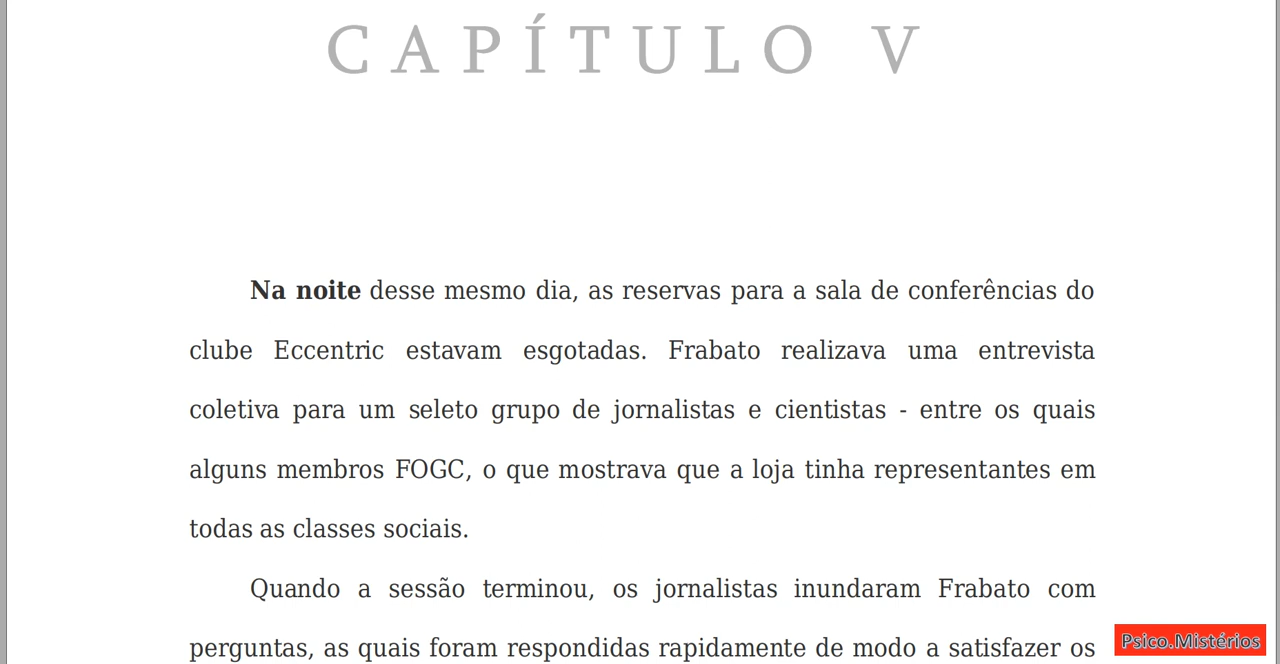 CAPÍTULO V
Na noite desse mesmo dia, as reservas para a sala de conferências do
clube Eccentric estavam esgotadas. Frabato realizava uma entrevista
coletiva para um seleto grupo de jornalistas e cientistas - entre os quais
alguns membros FOGC, o que mostrava que a loja tinha representantes em
todas as classes sociais.
Quando a sessão terminou, os jornalistas inundaram Frabato com
perguntas, as quais foram respondidas rapidamente de modo a satisfazer os
Psico.Mistérios